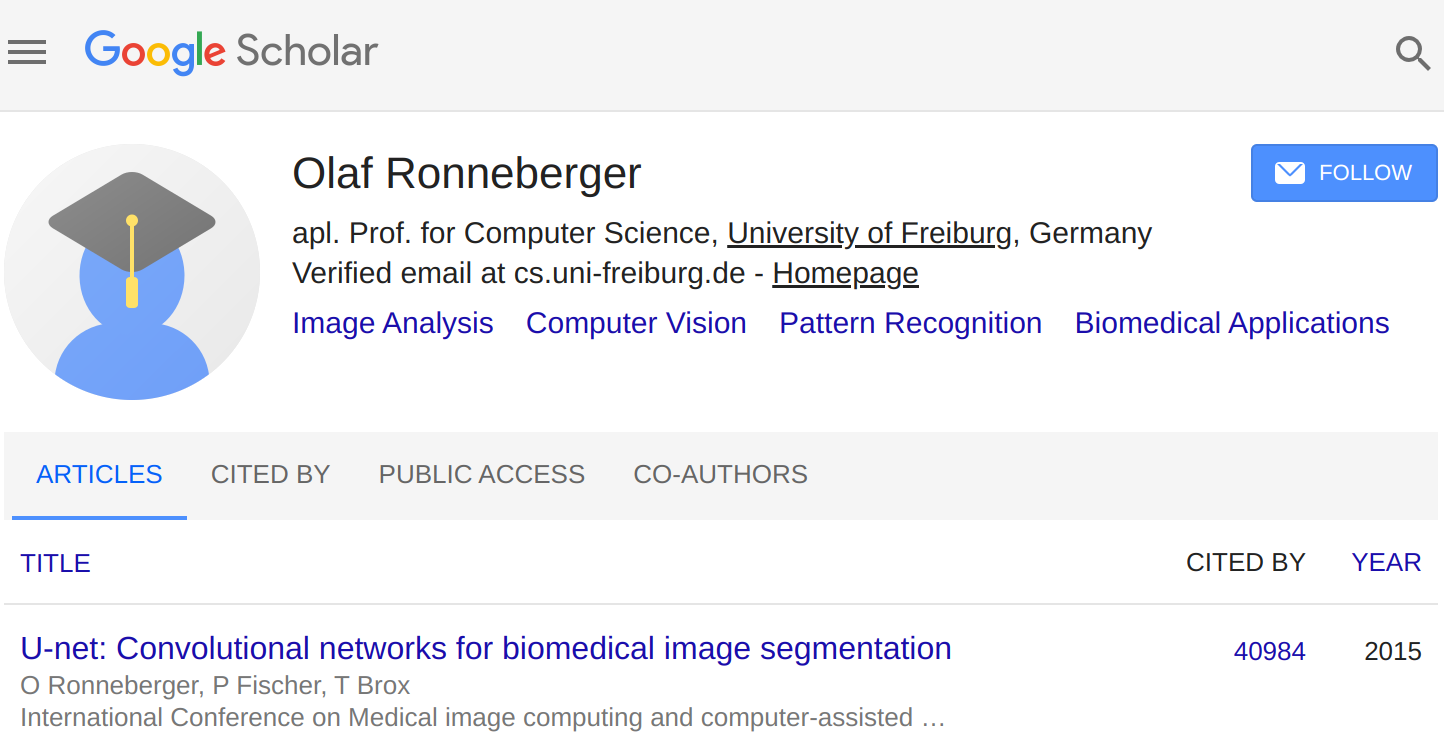 Google Scholar
Olaf Ronneberger
FOLLOW
apl. Prof. for Computer Science, University of Freiburg, Germany
Verified email at cs.uni-freiburg.de - Homepage
Image Analysis Computer Vision Pattern Recognition Biomedical Applications
ARTICLES CITED BY PUBLIC ACCESS CO-AUTHORS
TITLE CITED BY YEAR
U-net: Convolutional networks for biomedical image segmentation 40984 2015
O Ronneberger, P Fischer, T Brox
International Conference on Medical image computing and computer-assisted …